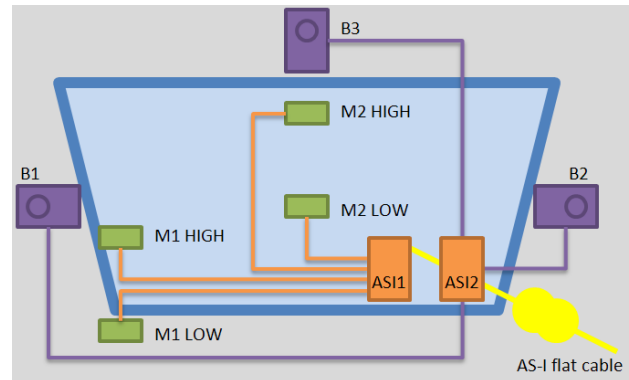 B3
M2 HIGH
B1
B2
M2 LOW
M1 HIGH
ASI1
ASI2
M1 LOW
AS-I flat cable